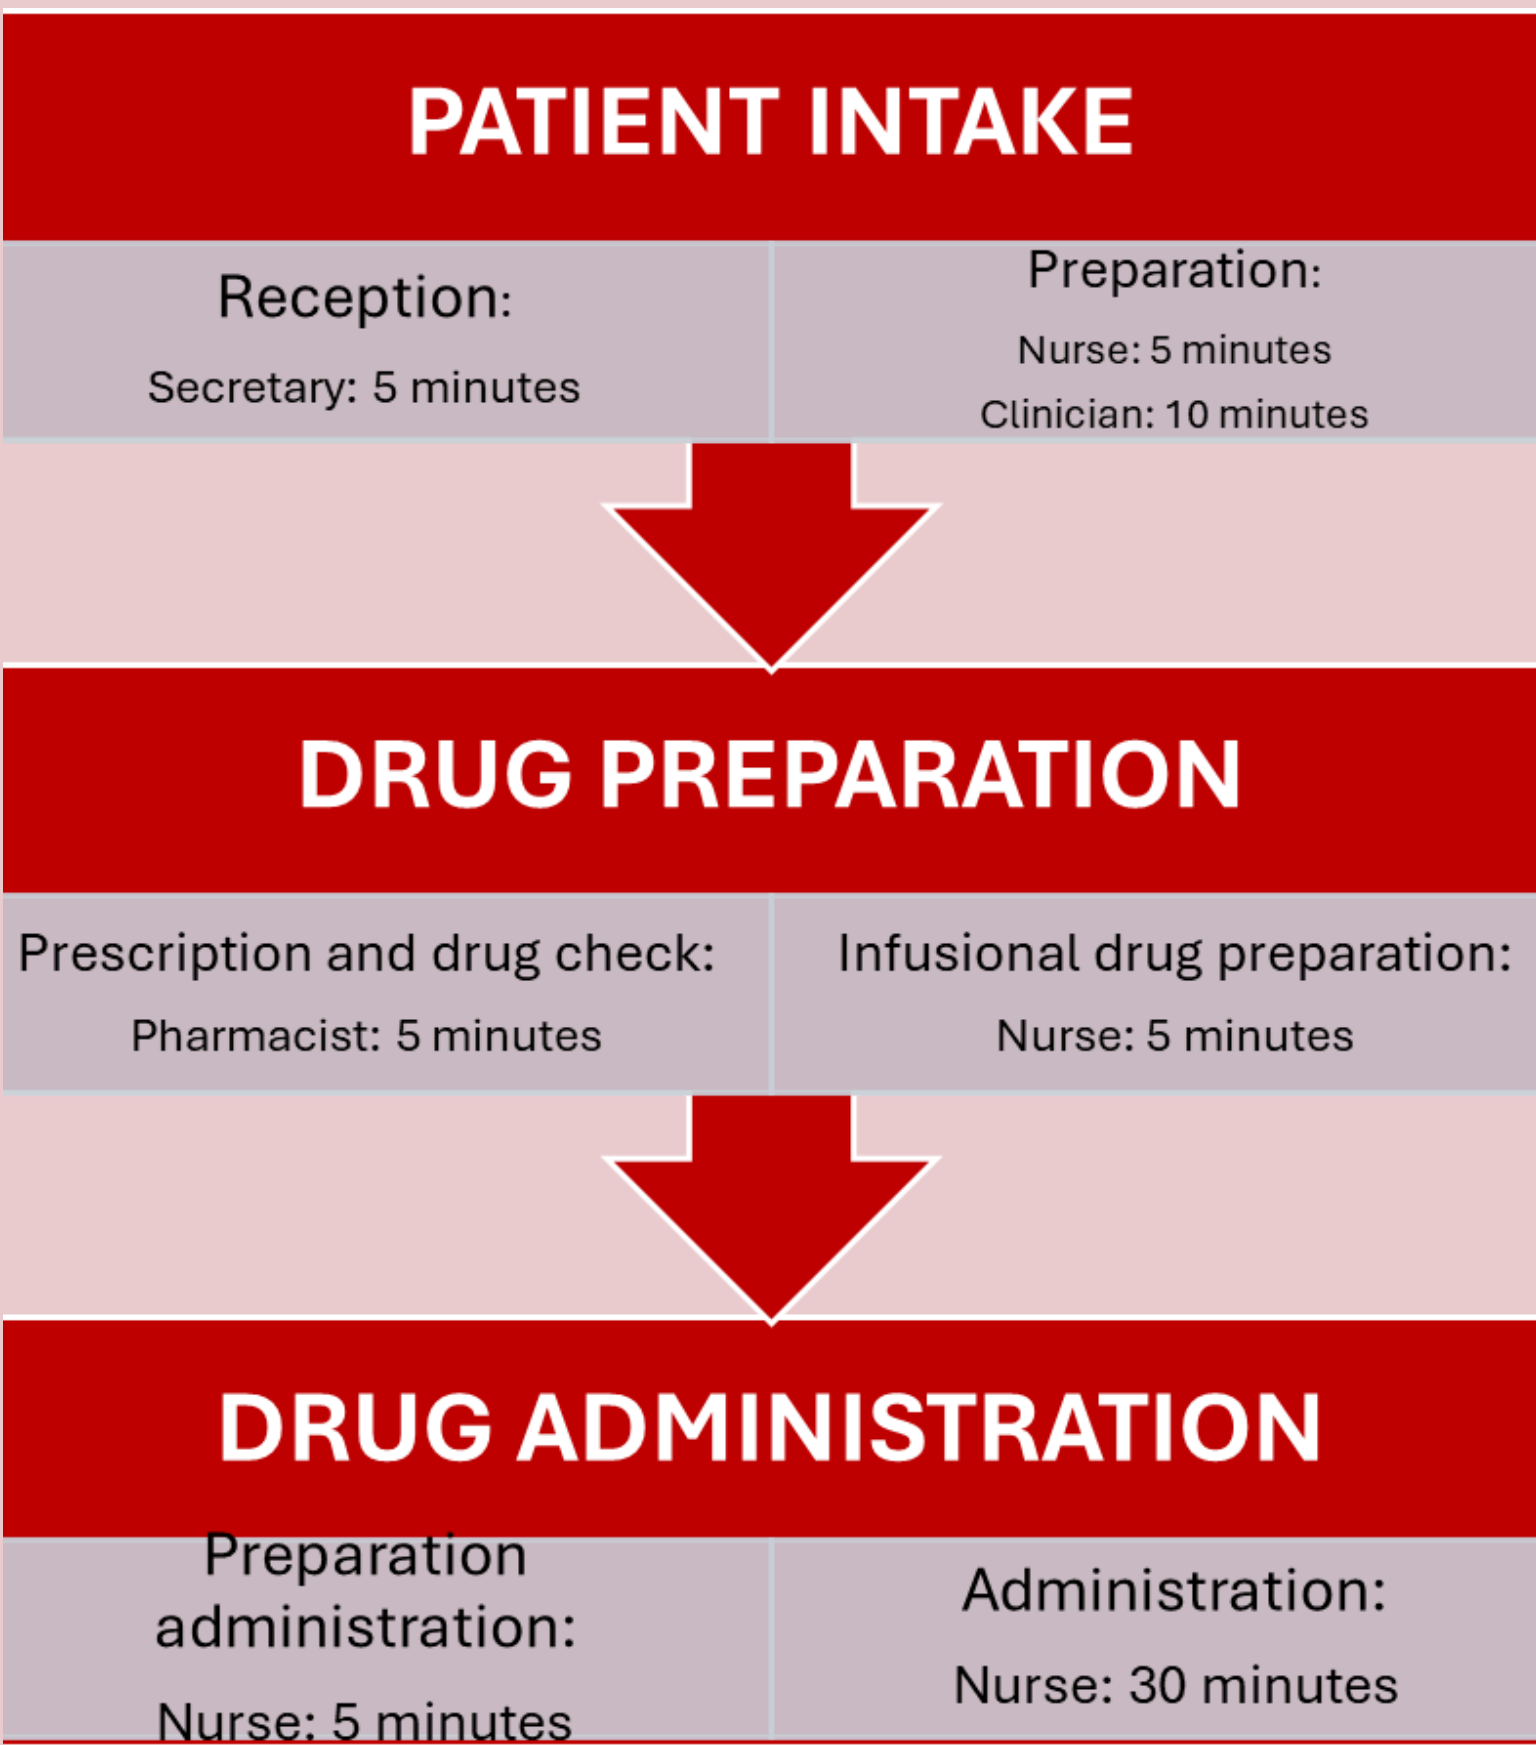 PATIENT INTAKE
Reception:
Secretary: 5 minutes
Preparation:
Nurse: 5 minutes
Clinician: 10 minutes
DRUG PREPARATION
Prescription and drug check:
Pharmacist: 5 minutes
Infusional drug preparation:
Nurse: 5 minutes
DRUG ADMINISTRATION
Preparation
administration:
Nurse: 5 minutes
Administration:
Nurse: 30 minutes